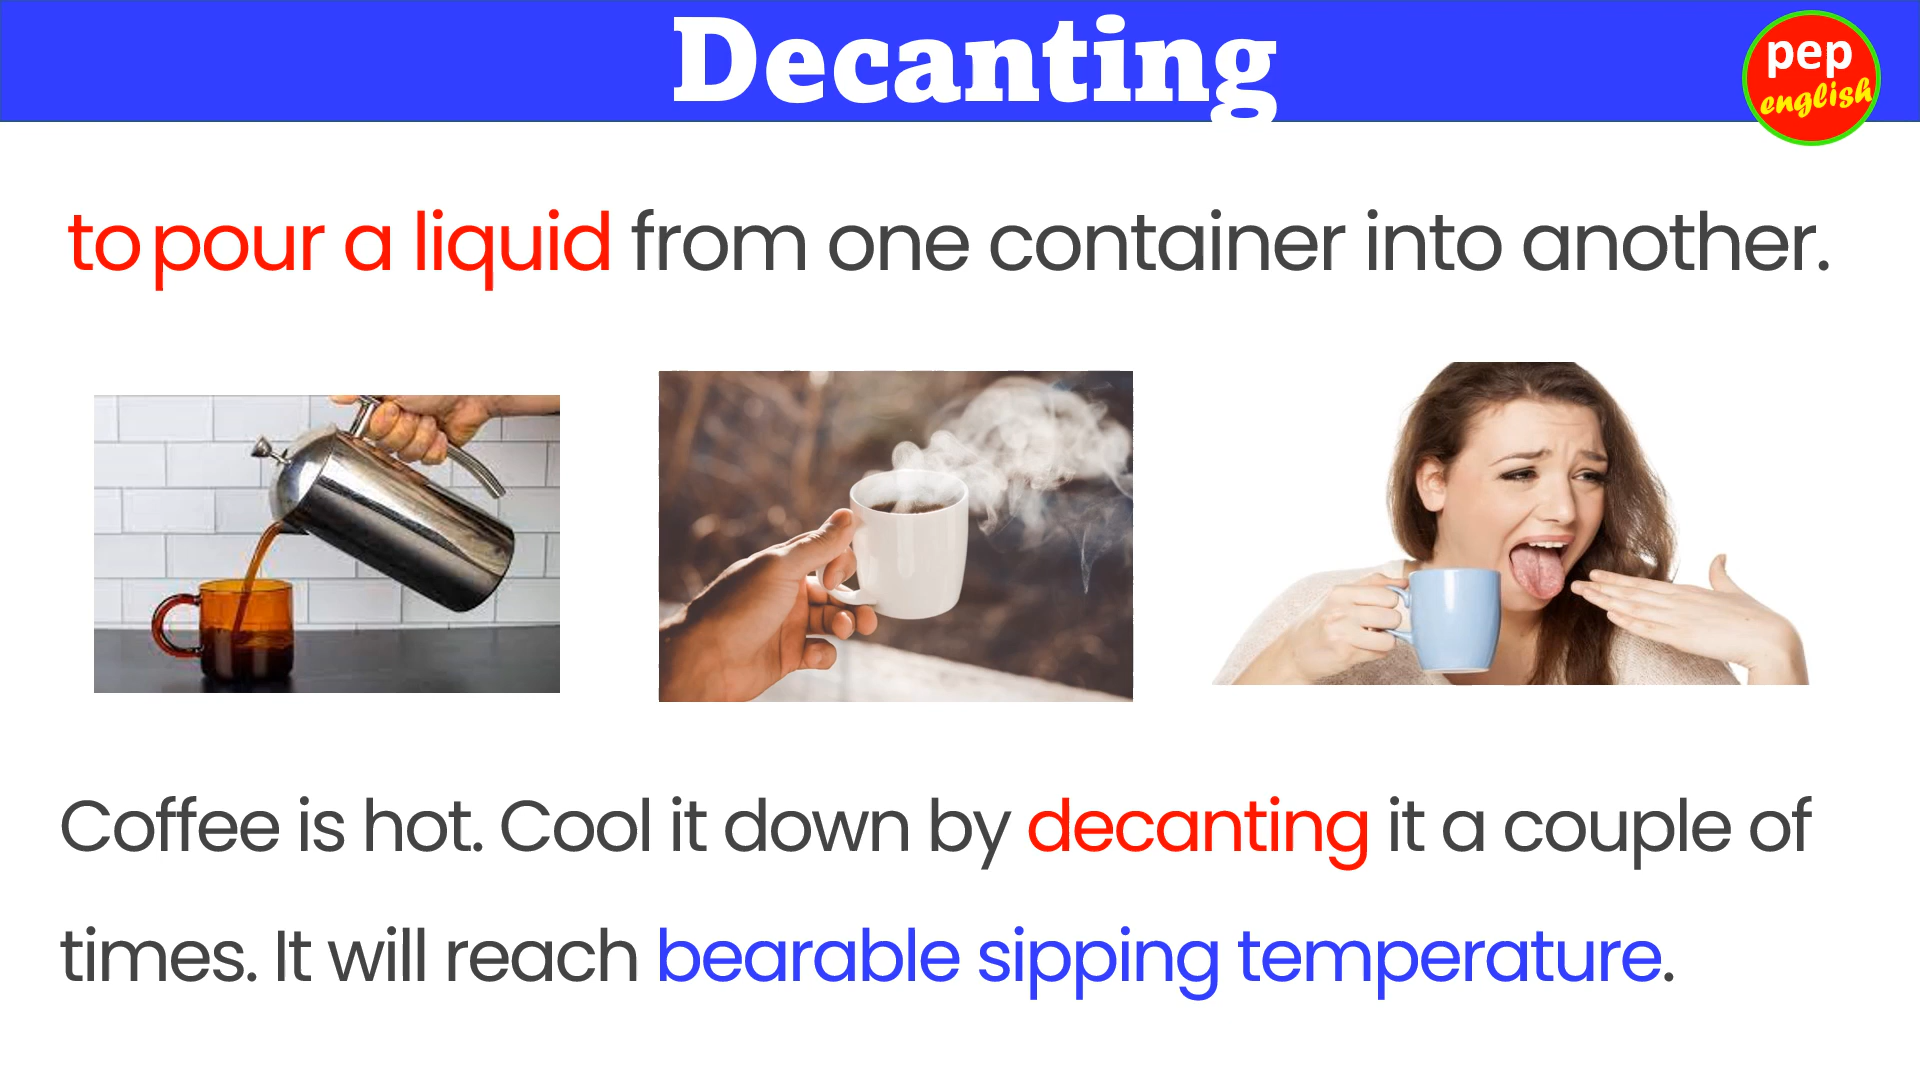 Decanting
pep
english
to pour a liquid from one container into another.
Coffee is hot. Cool it down by decanting it a couple of
times. It will reach bearable sipping temperature.